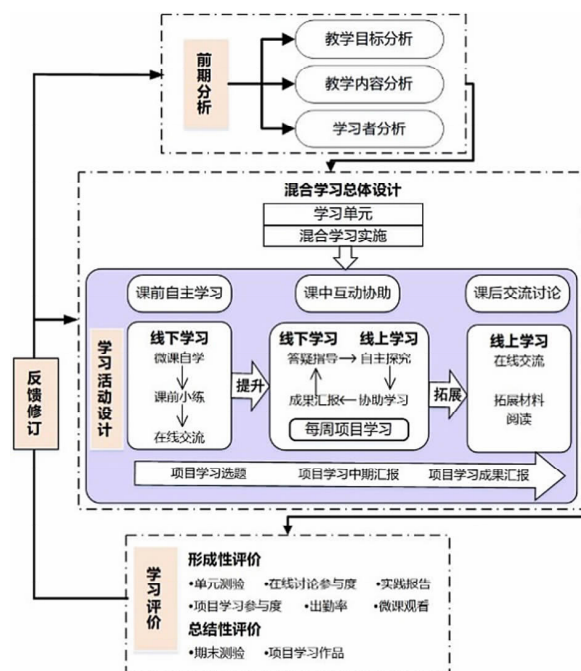 前期分析
教学目标分析
教学内容分析
学习者分析
混合学习总体设计
学习单元
混合学习实施
学习活动设计
课前自主学习
课中互动协助
课后交流讨论
线下学习
微课自学
课前小练
在线交流
提升
线下学习 线上学习
答疑指导 自主探究
成果汇报 协助学习
每周项目学习
拓展
线上学习
在线交流
拓展材料
阅读
项目学习选题 项目学习中期汇报 项目学习成果汇报
反馈修订
学习评价
形成性评价
•单元测验 •在线讨论参与度 •实践报告
•项目学习参与度 •出勤率 •微课观看
总结性评价
•期末测验 •项目学习作品